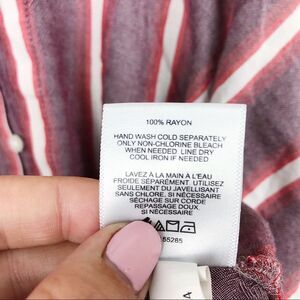 100% RAYON
HAND WASH COLD SEPARATELY
ONLY NON-CHLORINE BLEACH
WHEN NEEDED. LINE DRY
COOL IRON IF NEEDED
LAVEZ À LA MAIN À L'EAU
FROIDE SÉPARÉMENT. UTILISEZ
SEULEMENT DU JAVELLISANT
SANS CHLORE, SI NÉCESSAIRE
SÉCHAGE SUR CORDE
REPASSAGE DOUX
SI NÉCESSAIRE
55285
A